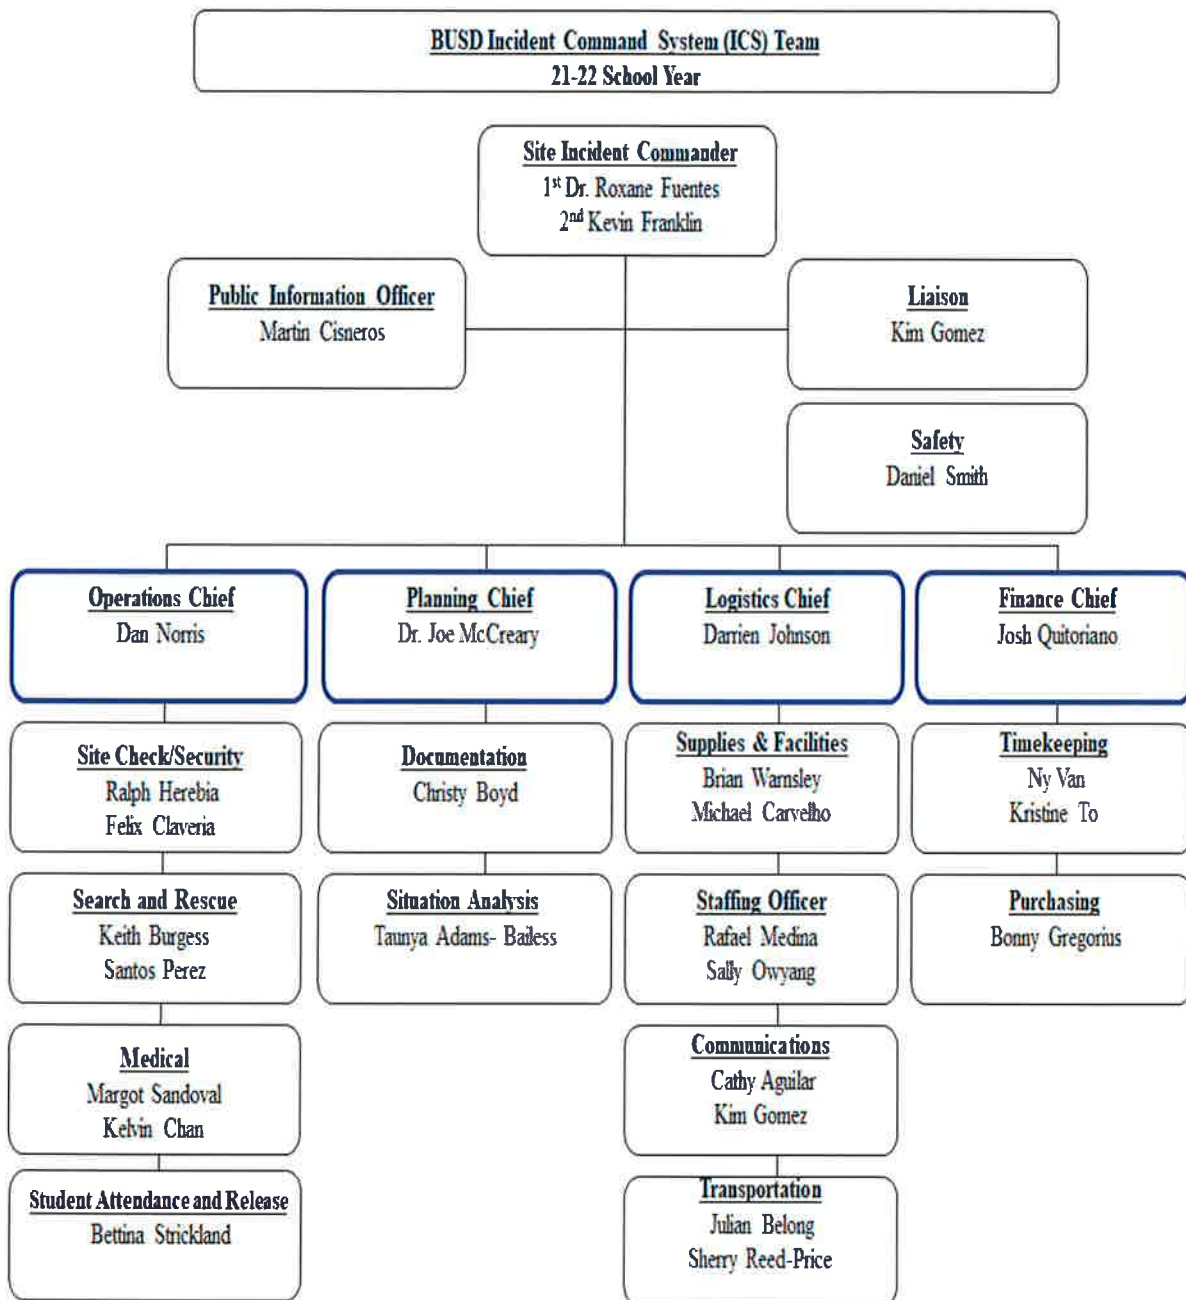 BUSD Incident Command System (ICS) Team
21-22 School Year
Site Incident Commander
1st Dr. Roxane Fuentes
2nd Kevin Franklin
Public Information Officer
Martin Cisneros
Liaison
Kim Gomez
Safety
Daniel Smith
Operations Chief
Dan Norris
Planning Chief
Dr. Joe McCreary
Logistics Chief
Darrien Johnson
Finance Chief
Josh Quitoriano
Site Check/Security
Ralph Herebia
Felix Claveria
Documentation
Christy Boyd
Supplies & Facilities
Brian Warnsley
Michael Carvelho
Timekeeping
Ny Van
Kristine To
Search and Rescue
Keith Burgess
Santos Perez
Situation Analysis
Taunya Adams- Bailess
Staffing Officer
Rafael Medina
Sally Owyang
Purchasing
Bonny Gregorius
Medical
Margot Sandoval
Kelvin Chan
Communications
Cathy Aguilar
Kim Gomez
Student Attendance and Release
Bettina Strickland
Transportation
Julian Belong
Sherry Reed-Price